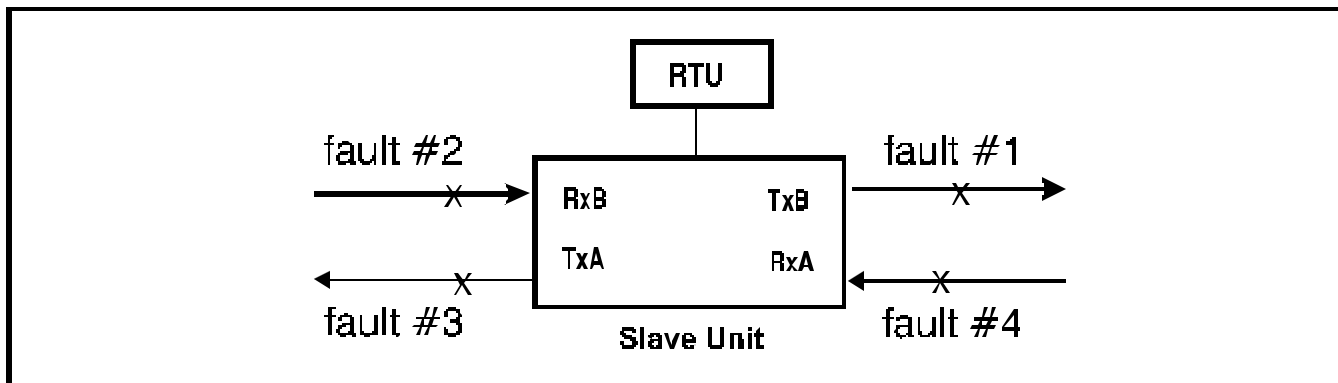 RTU
fault #2
fault #1
RxB
TxB
TxA
RxA
fault #3
fault #4
Slave Unit